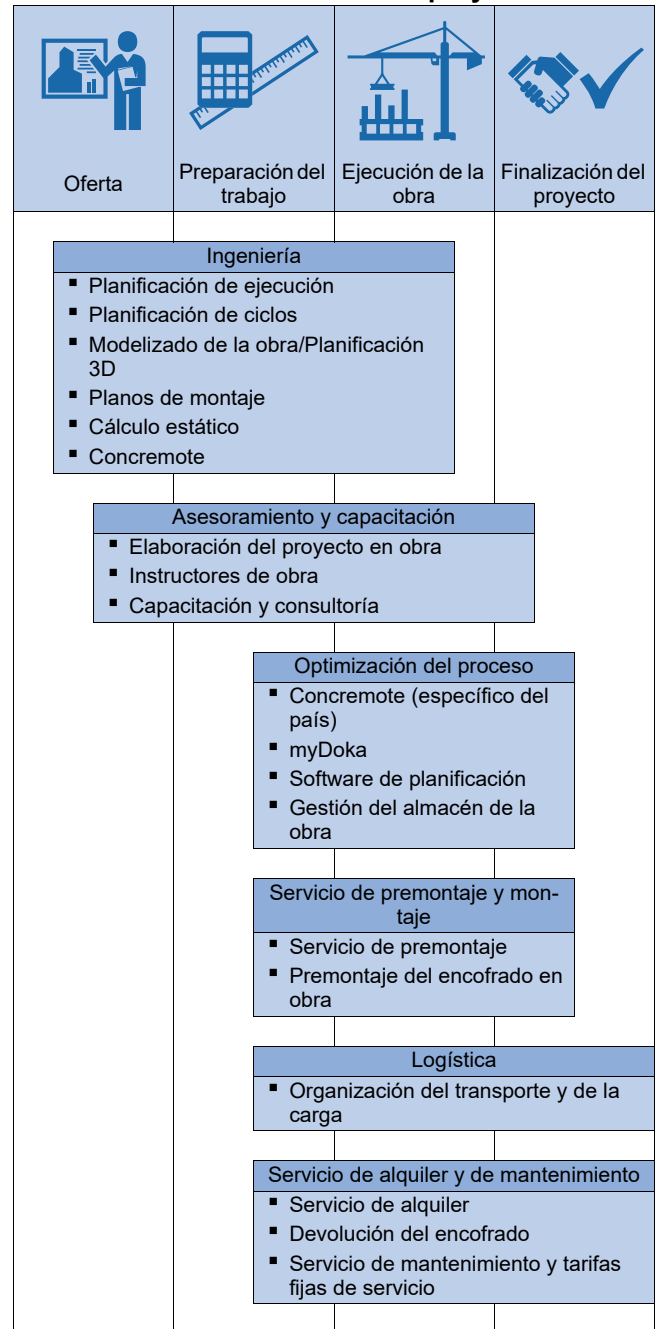 Oferta
Preparación del
trabajo
Ejecución de la
obra
Finalización del
proyecto
Ingeniería
▪ Planificación de ejecución
▪ Planificación de ciclos
▪ Modelizado de la obra/Planificación
3D
▪ Planos de montaje
▪ Cálculo estático
▪ Concremote
Asesoramiento y capacitación
▪ Elaboración del proyecto en obra
▪ Instructores de obra
▪ Capacitación y consultoría
Optimización del proceso
▪ Concremote (específico del
país)
▪ myDoka
▪ Software de planificación
▪ Gestión del almacén de la
obra
Servicio de premontaje y mon-
taje
▪ Servicio de premontaje
▪ Premontaje del encofrado en
obra
Logística
▪ Organización del transporte y de la
carga
Servicio de alquiler y de mantenimiento
▪ Servicio de alquiler
▪ Devolución del encofrado
▪ Servicio de mantenimiento y tarifas
fijas de servicio